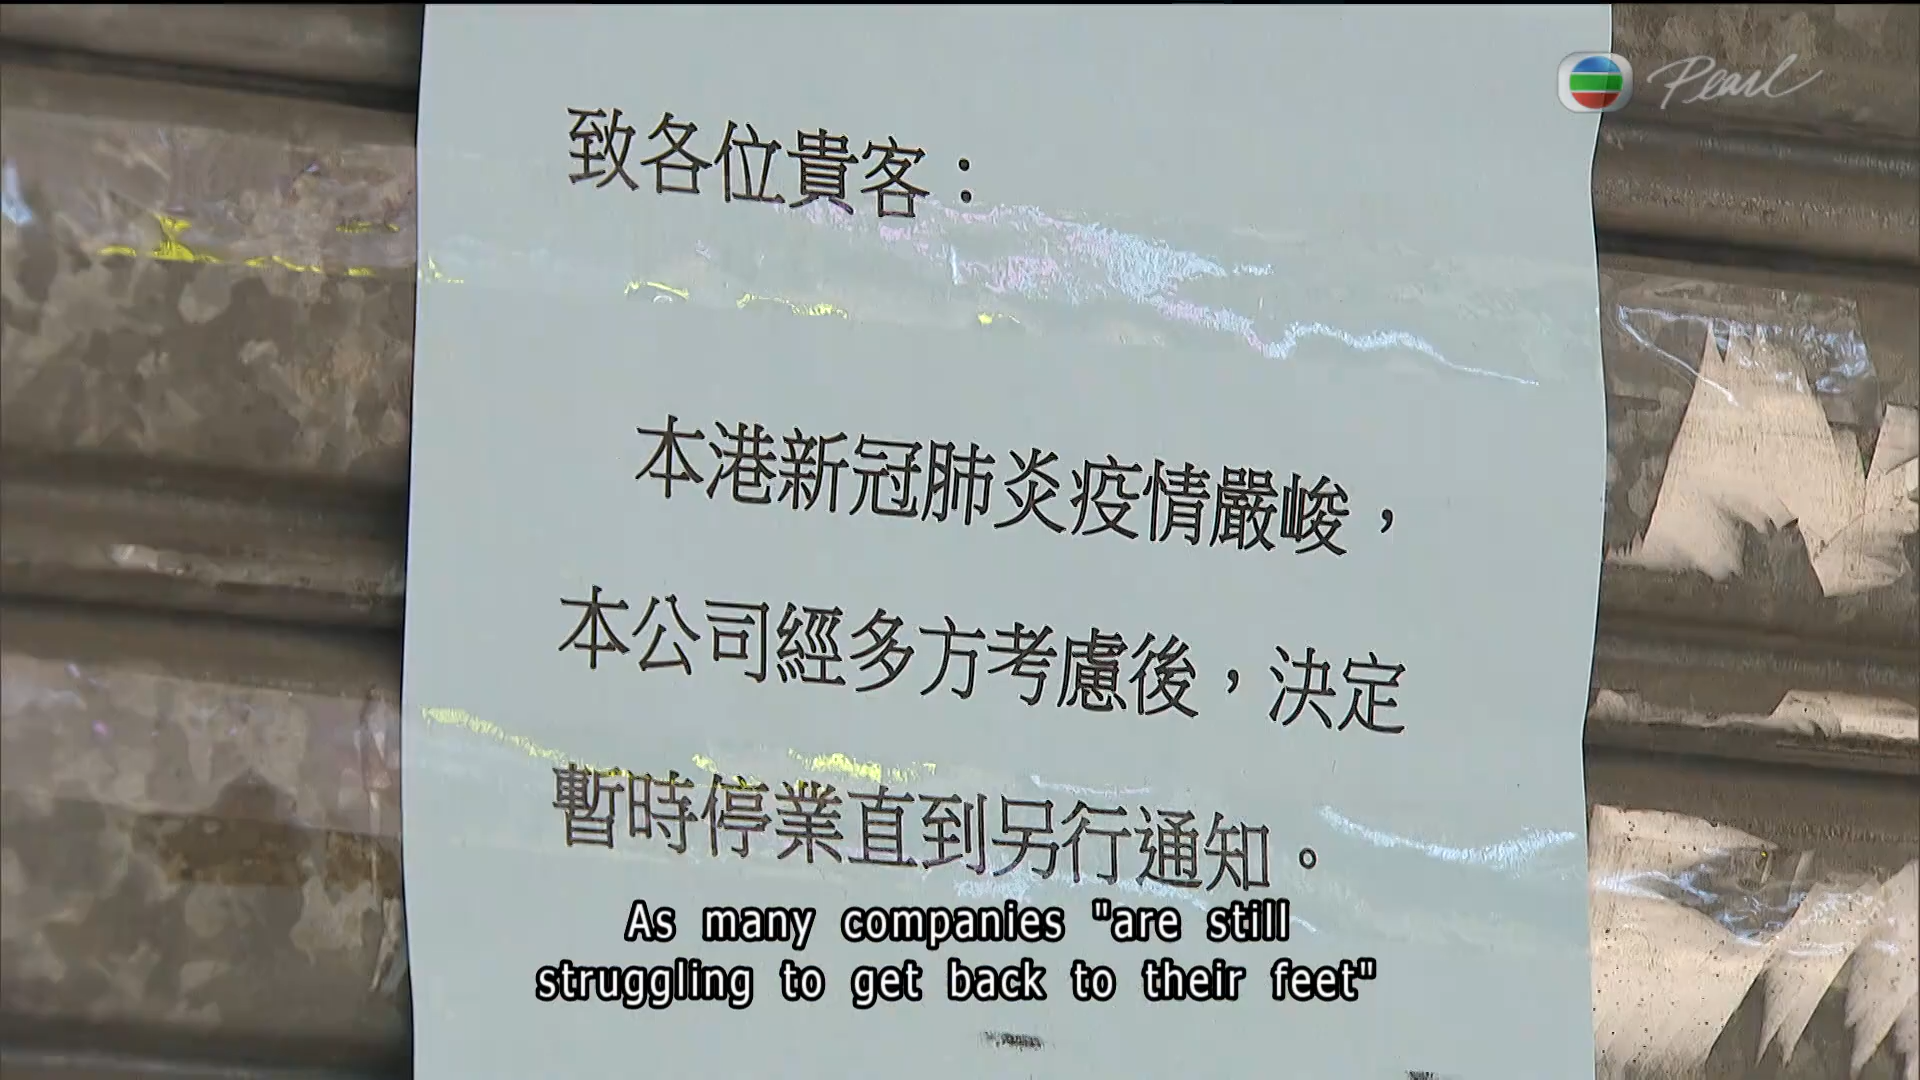 Pearl
致各位貴客：
本港新冠肺炎疫情嚴峻，
本公司經多方考慮後，決定
暫時停業直到另行通知。
As many companies "are still
struggling to get back to their feet"